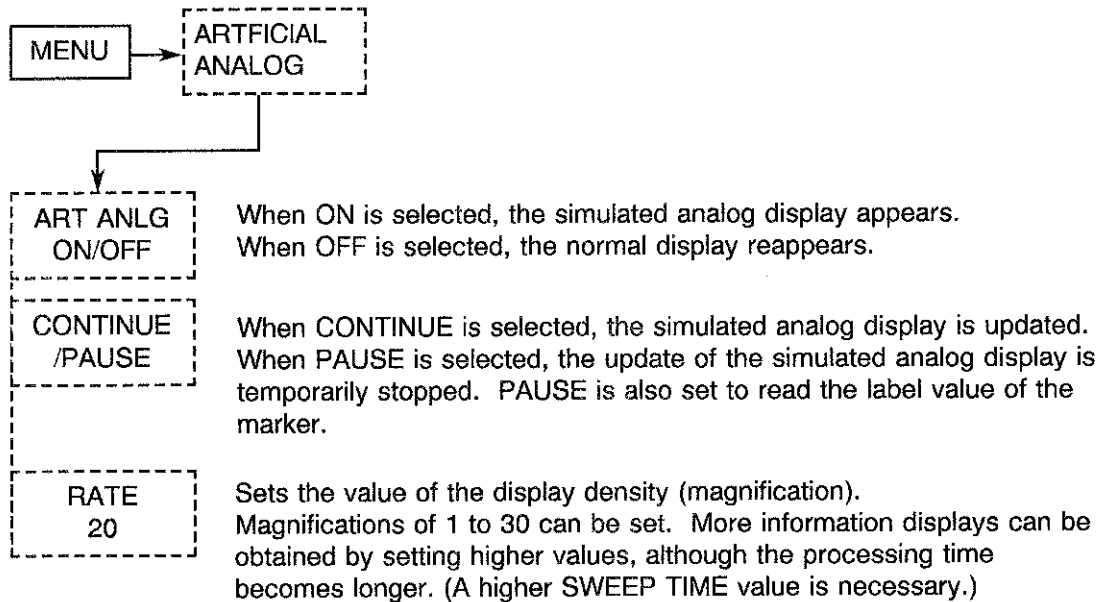 MENU
ARTFICIAL
ANALOG
ART ANLG
ON/OFF
When ON is selected, the simulated analog display appears.
When OFF is selected, the normal display reappears.
CONTINUE
/PAUSE
When CONTINUE is selected, the simulated analog display is updated.
When PAUSE is selected, the update of the simulated analog display is
temporarily stopped. PAUSE is also set to read the label value of the
marker.
RATE
20
Sets the value of the display density (magnification).
Magnifications of 1 to 30 can be set. More information displays can be
obtained by setting higher values, although the processing time
becomes longer. (A higher SWEEP TIME value is necessary.)